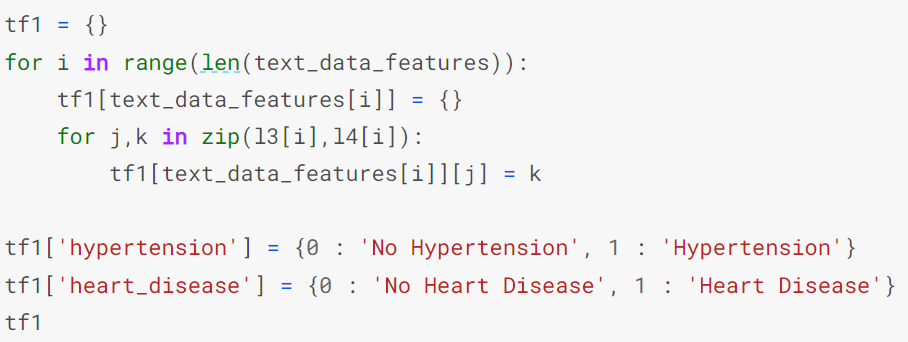 tf1 = {}
for i in range(len(text_data_features)):
    tf1[text_data_features[i]] = {}
    for j,k in zip(l3[i],l4[i]):
        tf1[text_data_features[i]][j] = k

tf1['hypertension'] = {0 : 'No Hypertension', 1 : 'Hypertension'}
tf1['heart_disease'] = {0 : 'No Heart Disease', 1 : 'Heart Disease'}
tf1